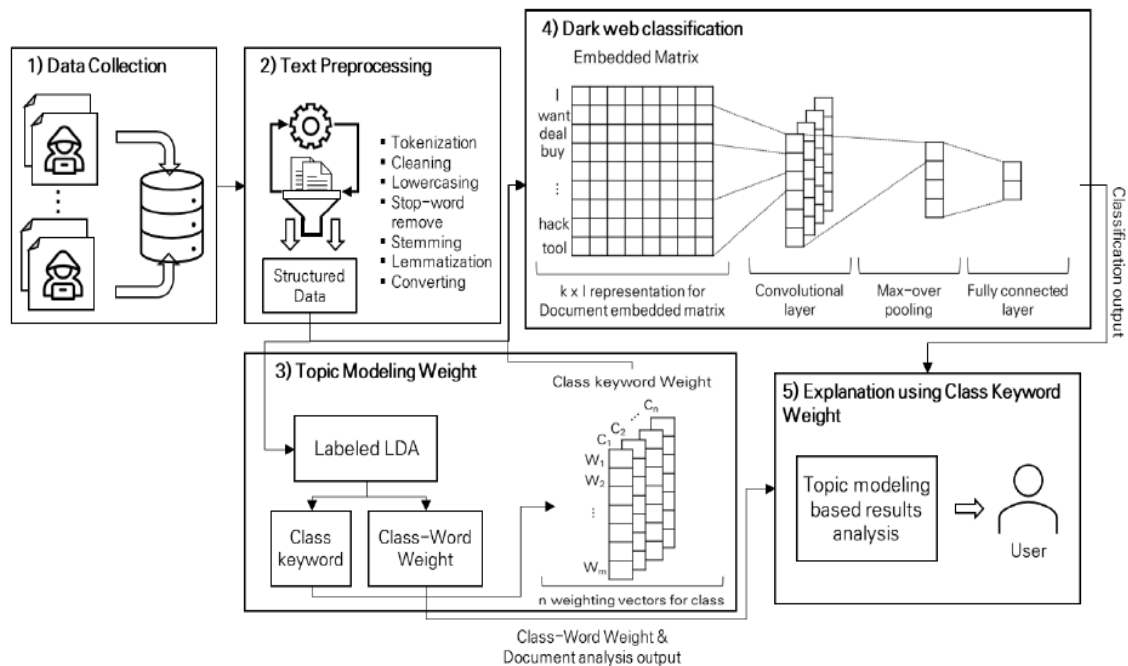 1) Data Collection
2) Text Preprocessing
▪ Tokenization
▪ Cleaning
▪ Lowercasing
▪ Stop-word
remove
▪ Stemming
▪ Lemmatization
▪ Converting
Structured
Data
3) Topic Modeling Weight
Labeled LDA
Class
keyword
Class-Word
Weight
Class keyword Weight
C1 C2 ⋯ Cn
W1
W2
⋮
Wm
n weighting vectors for class
Class-Word Weight &
Document analysis output
4) Dark web classification
Embedded Matrix
I
want
deal
buy
⋮
hack
tool
k x l representation for
Document embedded matrix
Convolutional
layer
Max-over
pooling
Fully connected
layer
Classification output
5) Explanation using Class Keyword
Weight
Topic modeling
based results
analysis
User